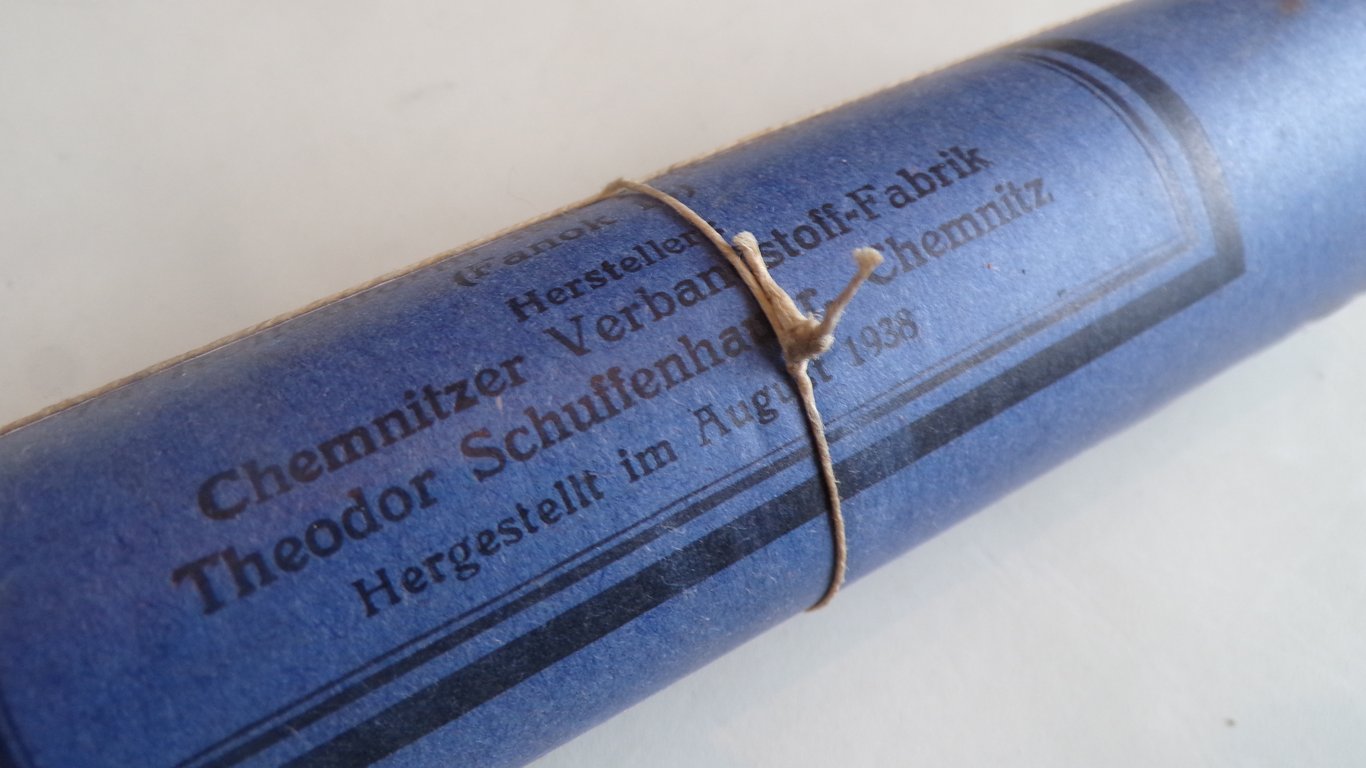 Hersteller:
Chemnitzer Verbandstoff-Fabrik
Theodor Schuffenhauer, Chemnitz
Hergestellt im August 1938